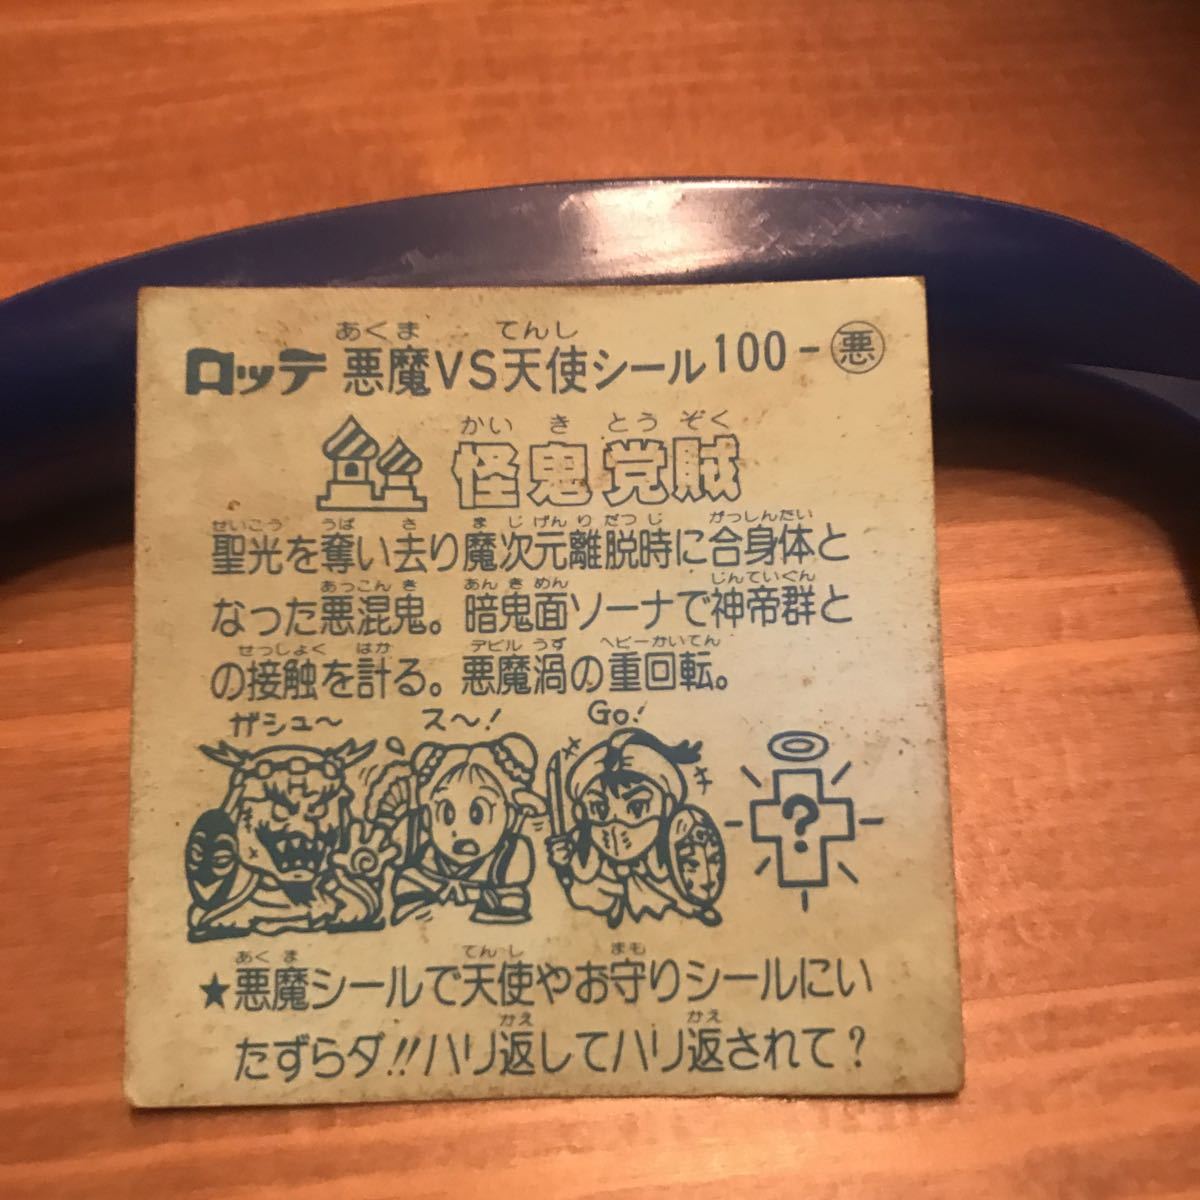 あくま てんし
ロッテ 悪魔VS天使シール100-悪
かいきとうぞく
怪鬼党賊
せいこう うば さ まじげんりだつじ がっしんたい
聖光を奪い去り魔次元離脱時に合身体と
あっこんき あんきめん じんていぐん
なった悪混鬼。暗鬼面ソーナで神帝群と
せっしょく はか デビルうず ヘビーかいてん
の接触を計る。悪魔渦の重回転。
ガシュ〜 ス〜! Go!
?
あくま てんし まも
★悪魔シールで天使やお守りシールにい
かえ かえ
たずらダ!!ハリ返してハリ返されて?